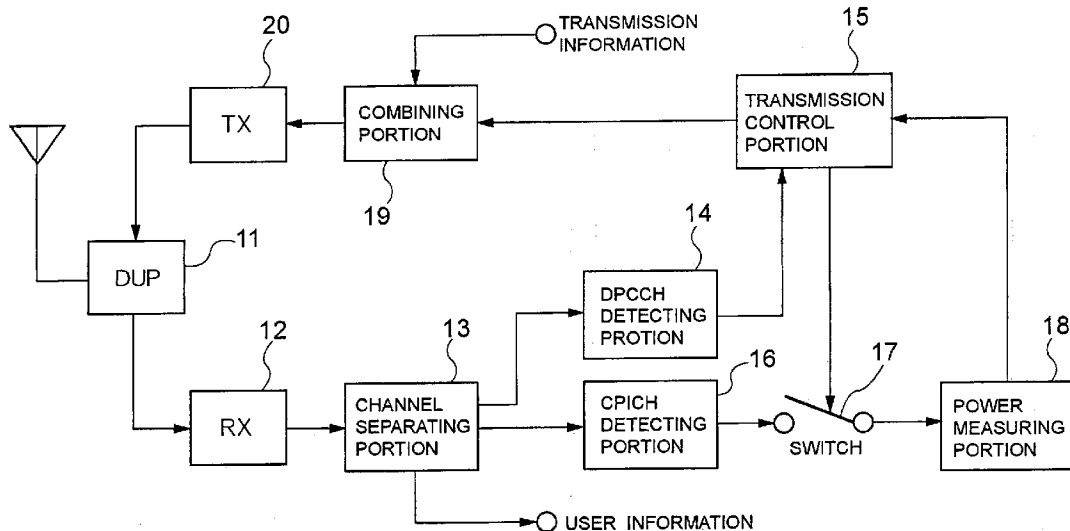 20
TX
TRANSMISSION
INFORMATION
COMBINING
PORTION
19
15
TRANSMISSION
CONTROL
PORTION
11
DUP
14
DPCCH
DETECTING
PROTION
12
RX
13
CHANNEL
SEPARATING
PORTION
16
CPICH
DETECTING
PORTION
17
SWITCH
18
POWER
MEASURING
PORTION
USER INFORMATION